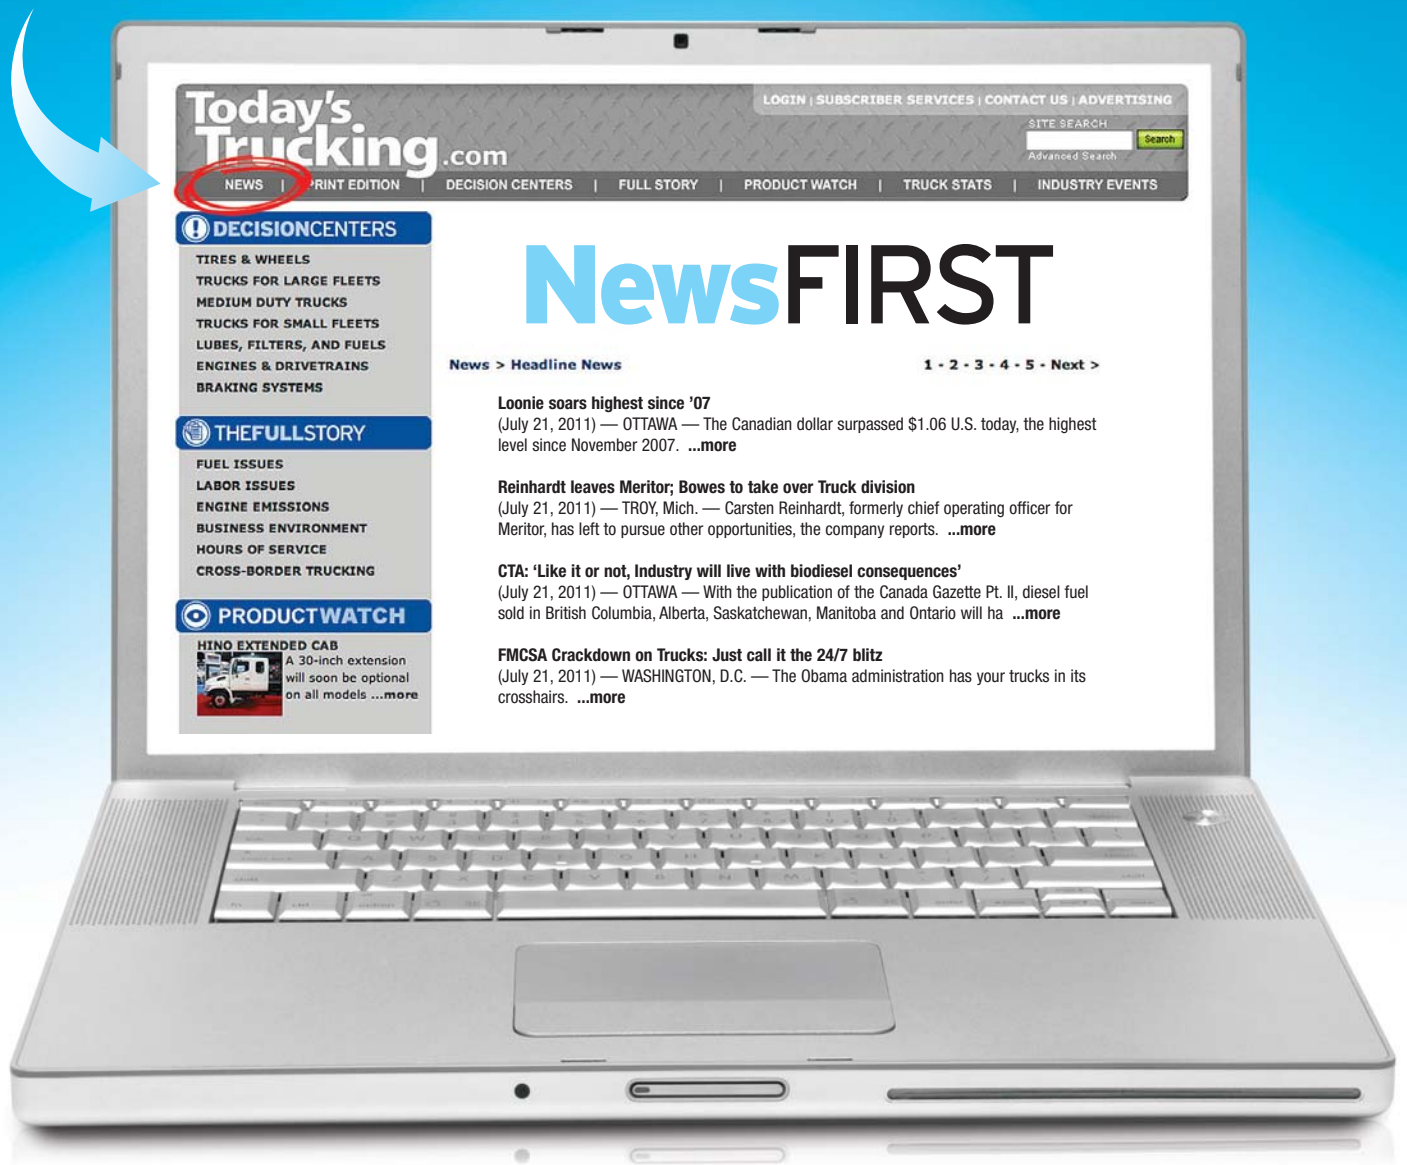 Today's
Trucking.com
LOGIN | SUBSCRIBER SERVICES | CONTACT US | ADVERTISING
SITE SEARCH
Search
Advanced Search
NEWS | PRINT EDITION | DECISION CENTERS | FULL STORY | PRODUCT WATCH | TRUCK STATS | INDUSTRY EVENTS
DECISIONCENTERS
TIRES & WHEELS
TRUCKS FOR LARGE FLEETS
MEDIUM DUTY TRUCKS
TRUCKS FOR SMALL FLEETS
LUBES, FILTERS, AND FUELS
ENGINES & DRIVETRAINS
BRAKING SYSTEMS
THEFULLSTORY
FUEL ISSUES
LABOR ISSUES
ENGINE EMISSIONS
BUSINESS ENVIRONMENT
HOURS OF SERVICE
CROSS-BORDER TRUCKING
PRODUCTWATCH
HINO EXTENDED CAB
A 30-inch extension
will soon be optional
on all models ...more
NewsFIRST
News > Headline News
1 - 2 - 3 - 4 - 5 - Next >
Loonie soars highest since ’07
(July 21, 2011) — OTTAWA — The Canadian dollar surpassed $1.06 U.S. today, the highest
level since November 2007. ...more
Reinhardt leaves Meritor; Bowes to take over Truck division
(July 21, 2011) — TROY, Mich. — Carsten Reinhardt, formerly chief operating officer for
Meritor, has left to pursue other opportunities, the company reports. ...more
CTA: ‘Like it or not, Industry will live with biodiesel consequences’
(July 21, 2011) — OTTAWA — With the publication of the Canada Gazette Pt. II, diesel fuel
sold in British Columbia, Alberta, Saskatchewan, Manitoba and Ontario will ha ...more
FMCSA Crackdown on Trucks: Just call it the 24/7 blitz
(July 21, 2011) — WASHINGTON, D.C. — The Obama administration has your trucks in its
crosshairs. ...more